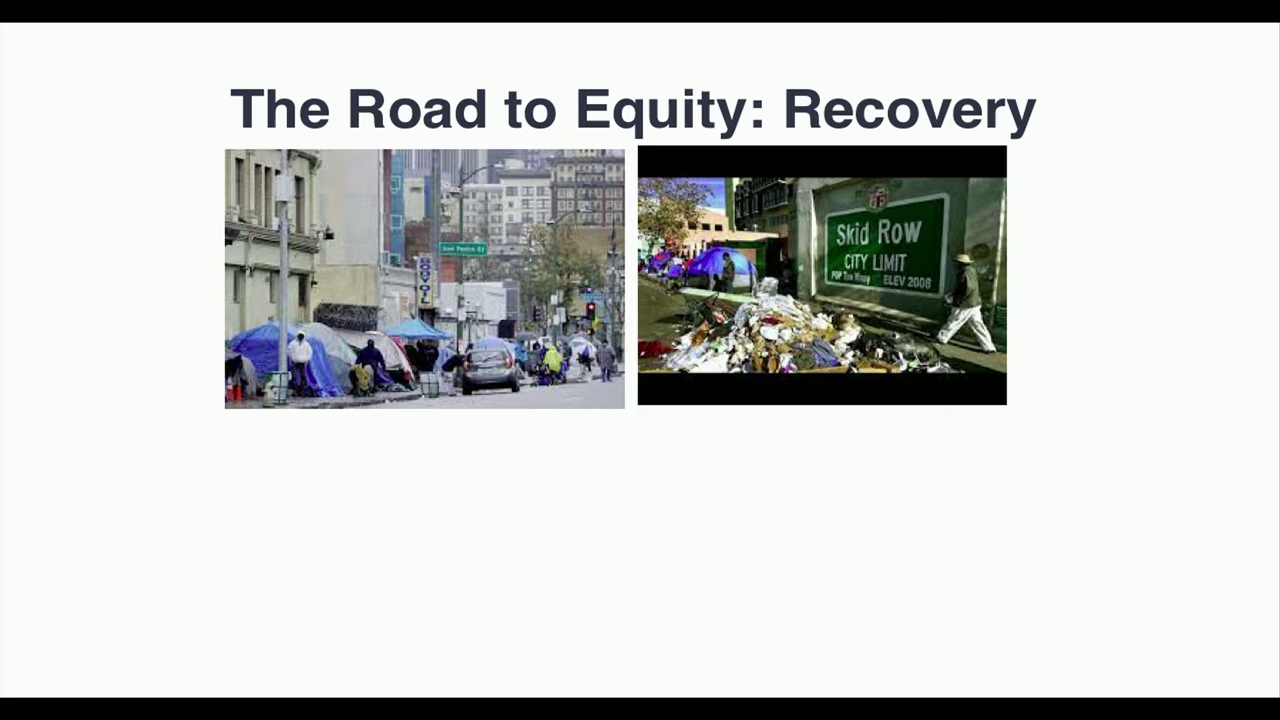 The Road to Equity: Recovery
San Pedro St
Skid Row
CITY LIMIT
POP Too Many ELEV 2008